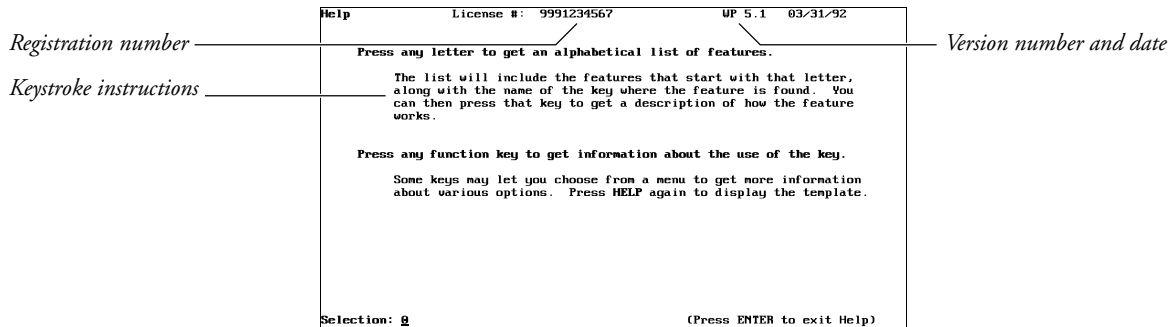 Help License #: 9991234567 WP 5.1 03/31/92
Registration number
Version number and date
Press any letter to get an alphabetical list of features.
Keystroke instructions
The list will include the features that start with that letter,
along with the name of the key where the feature is found. You
can then press that key to get a description of how the feature
works.
Press any function key to get information about the use of the key.
Some keys may let you choose from a menu to get more information
about various options. Press HELP again to display the template.
Selection: 0 (Press ENTER to exit Help)